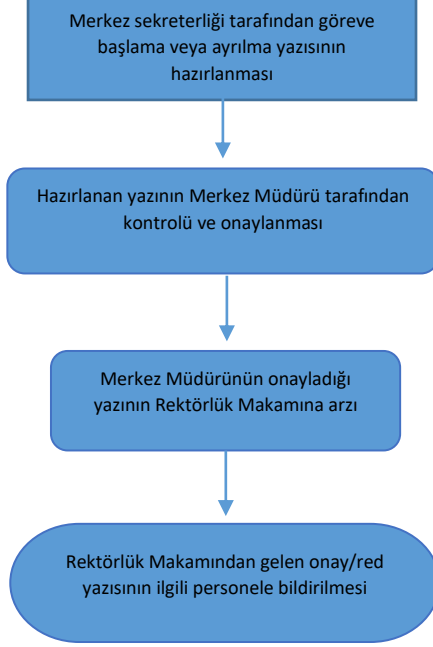 Merkez sekreterliği tarafından göreve
başlama veya ayrılma yazısının
hazırlanması
Hazırlanan yazının Merkez Müdürü tarafından
kontrolü ve onaylanması
Merkez Müdürünün onayladığı
yazının Rektörlük Makamına arzı
Rektörlük Makamından gelen onay/red
yazısının ilgili personele bildirilmesi